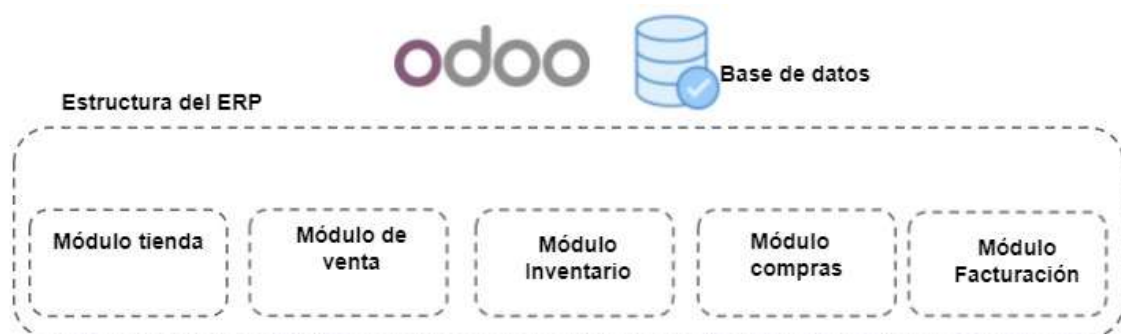 odoo
Base de datos
Estructura del ERP
Módulo tienda
Módulo de
venta
Módulo
Inventario
Módulo
compras
Módulo
Facturación